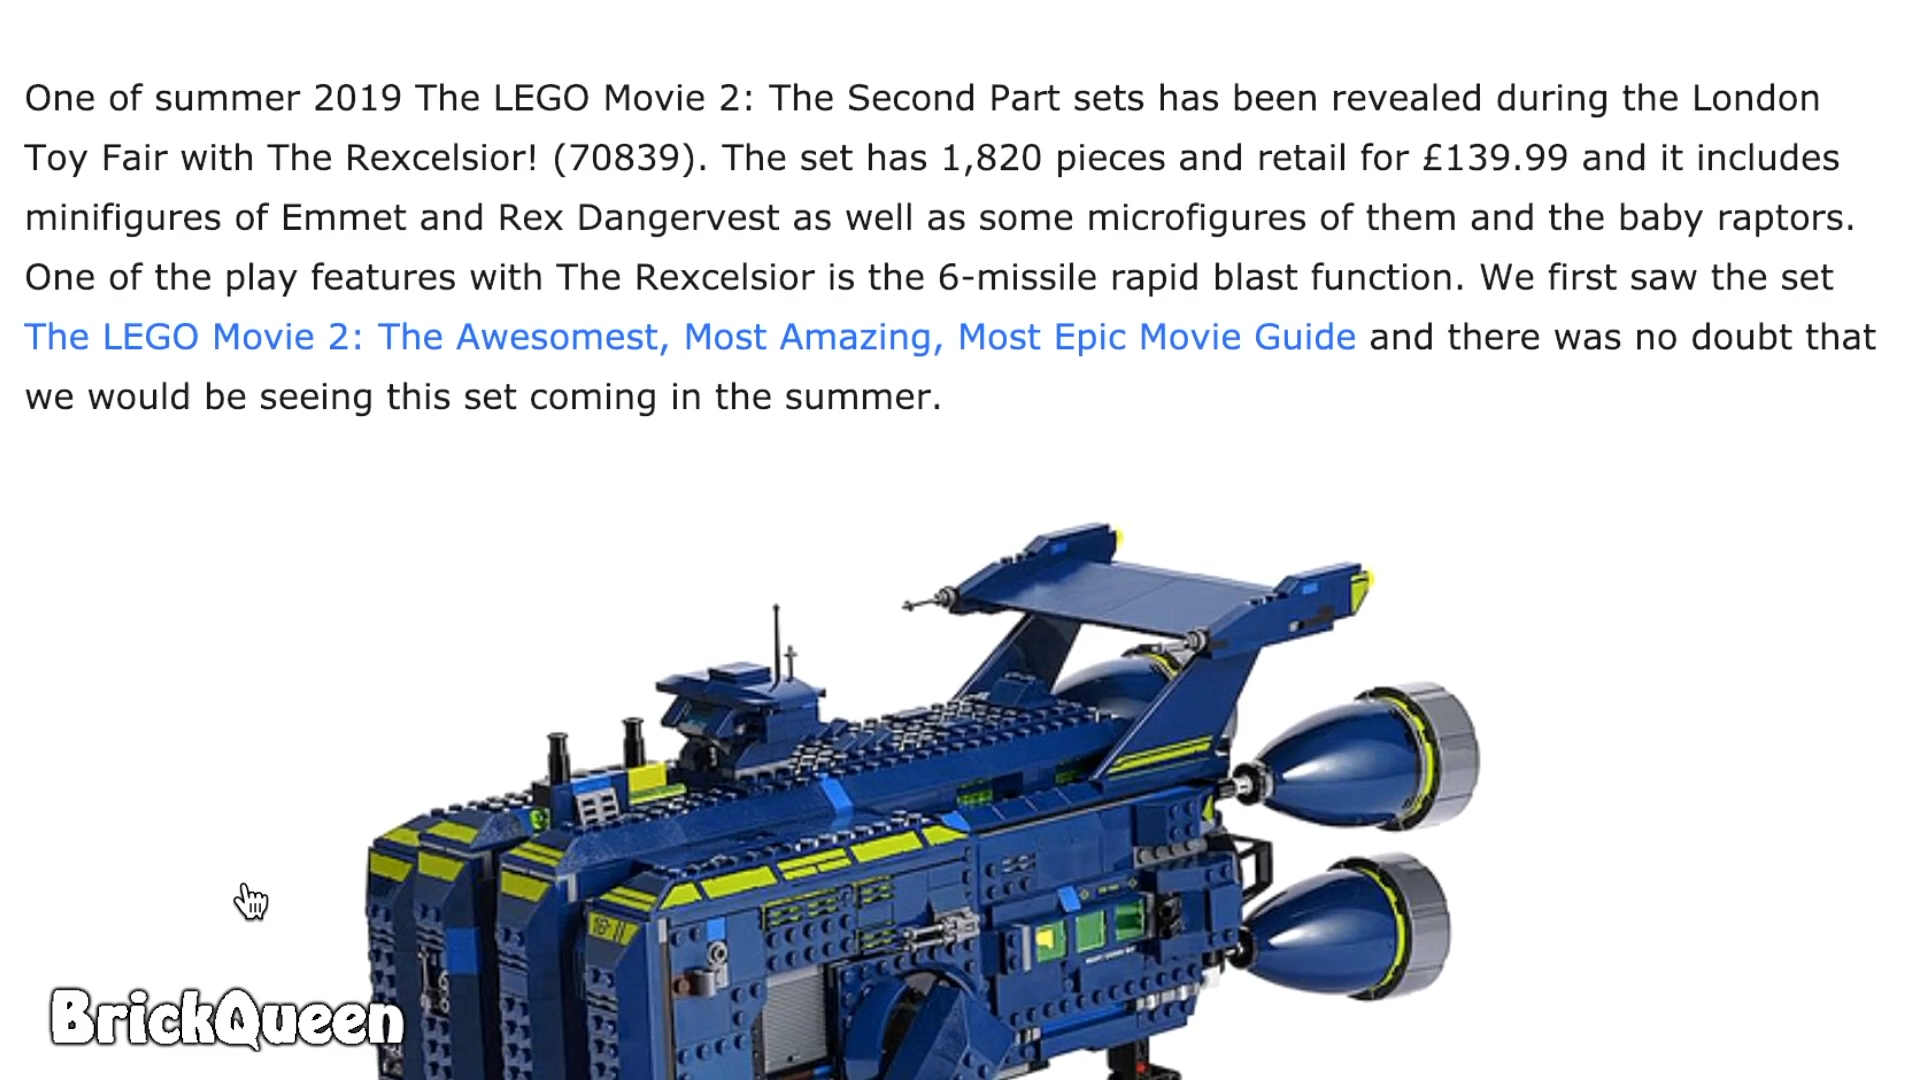 One of summer 2019 The LEGO Movie 2: The Second Part sets has been revealed during the London
Toy Fair with The Rexcelsior! (70839). The set has 1,820 pieces and retail for £139.99 and it includes
minifigures of Emmet and Rex Dangervest as well as some microfigures of them and the baby raptors.
One of the play features with The Rexcelsior is the 6-missile rapid blast function. We first saw the set
The LEGO Movie 2: The Awesomest, Most Amazing, Most Epic Movie Guide and there was no doubt that
we would be seeing this set coming in the summer.
BrickQueen